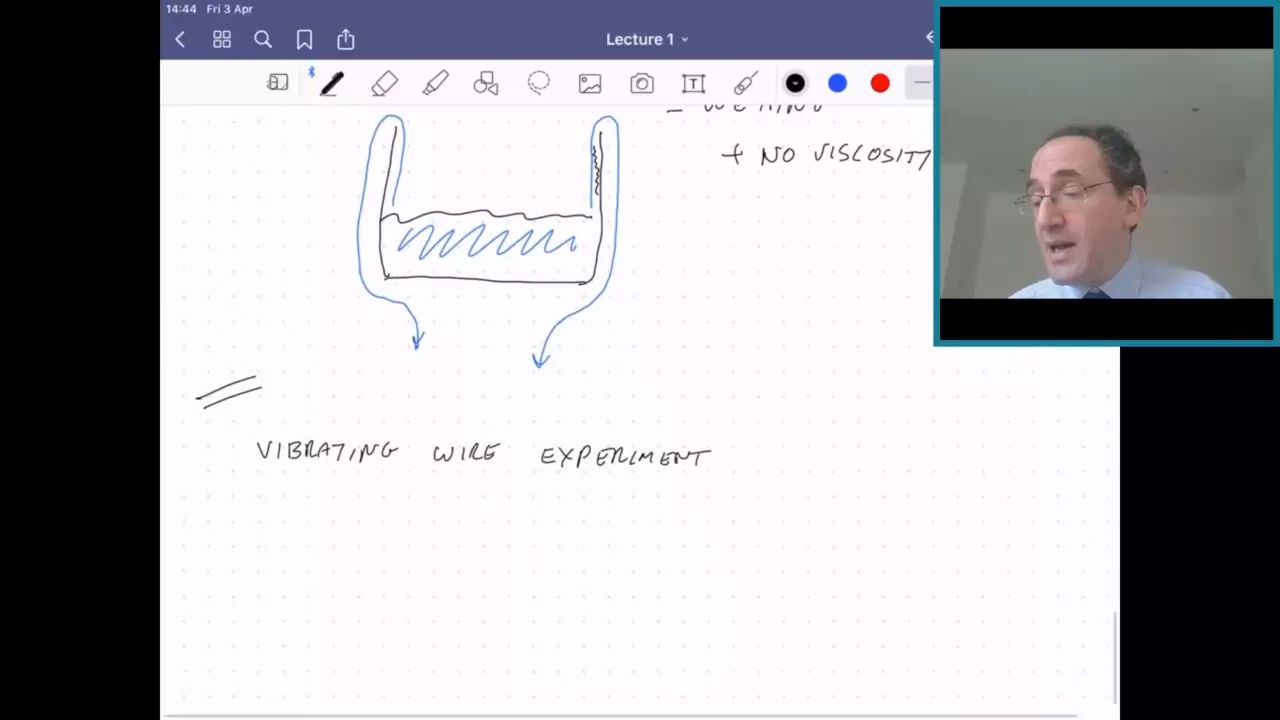 14:44 Fri 3 Apr
Lecture 1
T
+ NO VISCOSITY
VIBRATING WIRE EXPERIMENT